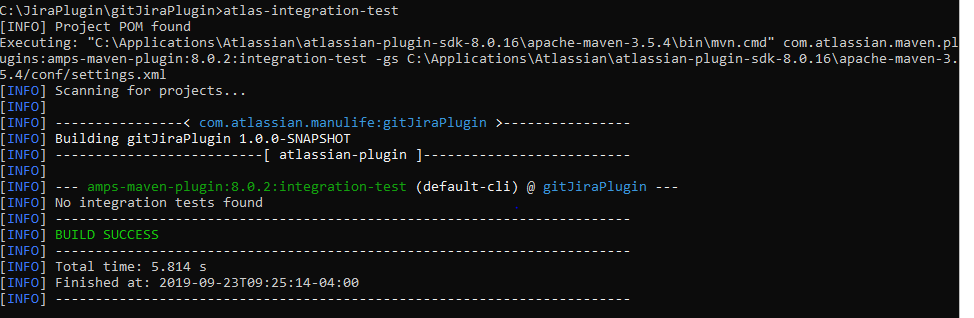 C:\JiraPlugin\gitJiraPlugin>atlas-integration-test
[INFO] Project POM found
Executing: "C:\Applications\Atlassian\atlassian-plugin-sdk-8.0.16\apache-maven-3.5.4\bin\mvn.cmd" com.atlassian.maven.pl
ugins:amps-maven-plugin:8.0.2:integration-test -gs C:\Applications\Atlassian\atlassian-plugin-sdk-8.0.16\apache-maven-3.
5.4/conf/settings.xml
[INFO] Scanning for projects...
[INFO]
[INFO] ----------------< com.atlassian.manulife:gitJiraPlugin >----------------
[INFO] Building gitJiraPlugin 1.0.0-SNAPSHOT
[INFO] --------------------------[ atlassian-plugin ]--------------------------
[INFO]
[INFO] --- amps-maven-plugin:8.0.2:integration-test (default-cli) @ gitJiraPlugin ---
[INFO] No integration tests found
[INFO] ------------------------------------------------------------------------
[INFO] BUILD SUCCESS
[INFO] ------------------------------------------------------------------------
[INFO] Total time: 5.814 s
[INFO] Finished at: 2019-09-23T09:25:14-04:00
[INFO] ------------------------------------------------------------------------